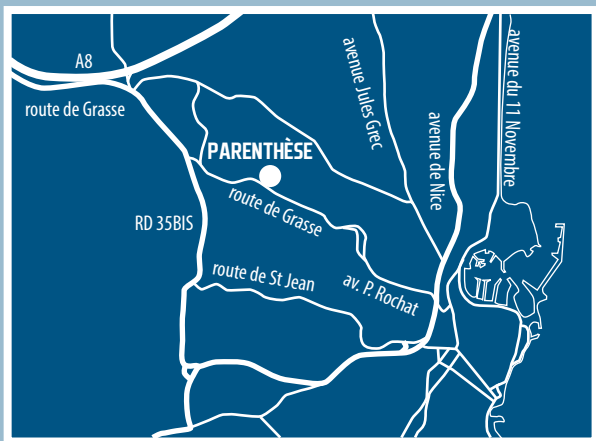 A8
route de Grasse
avenue Jules Grec
avenue de Nice
avenue du 11 Novembre
PARENTHÈSE
route de Grasse
RD 35BIS
route de St Jean
av. P. Rochat